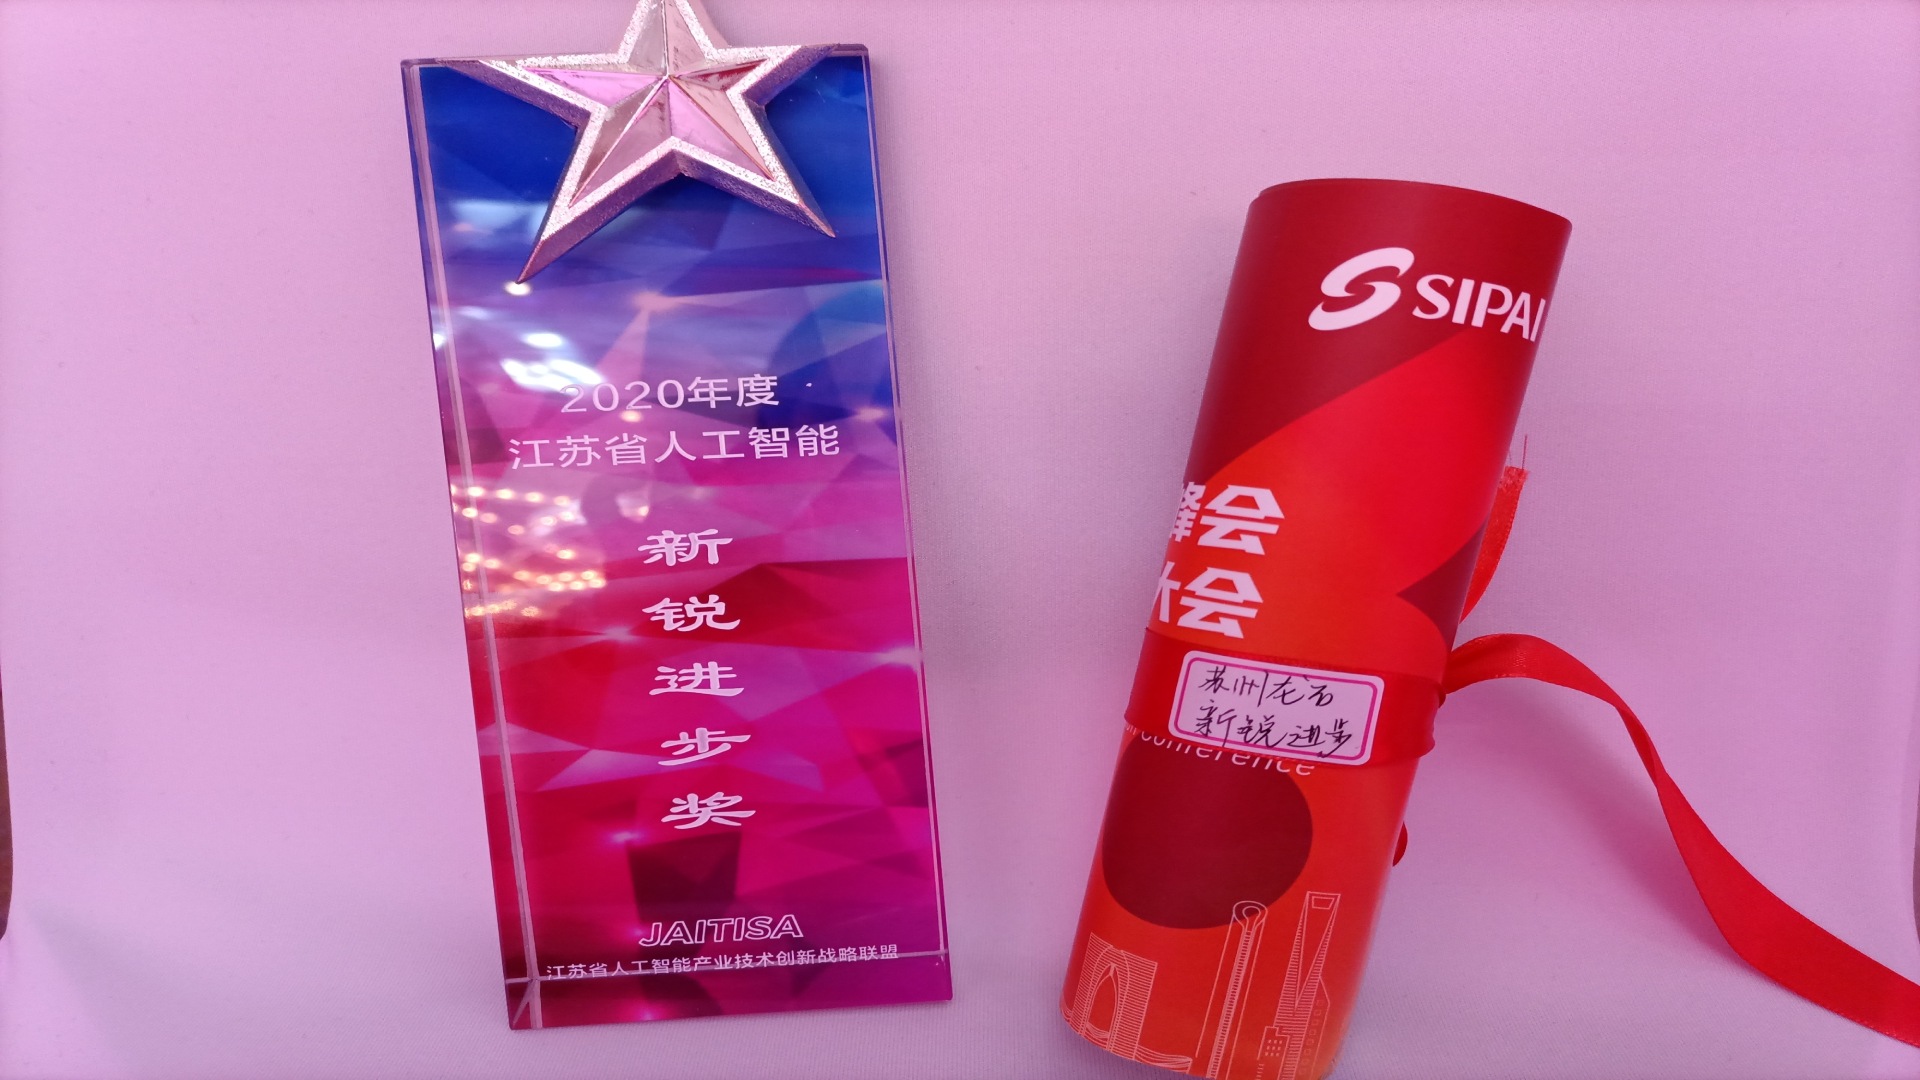 2020年度
江苏省人工智能
新
锐
进
步
奖
JAITISA
江苏省人工智能产业技术创新战略联盟
SIPAI
峰会
大会
苏州龙石
新锐进步
conference